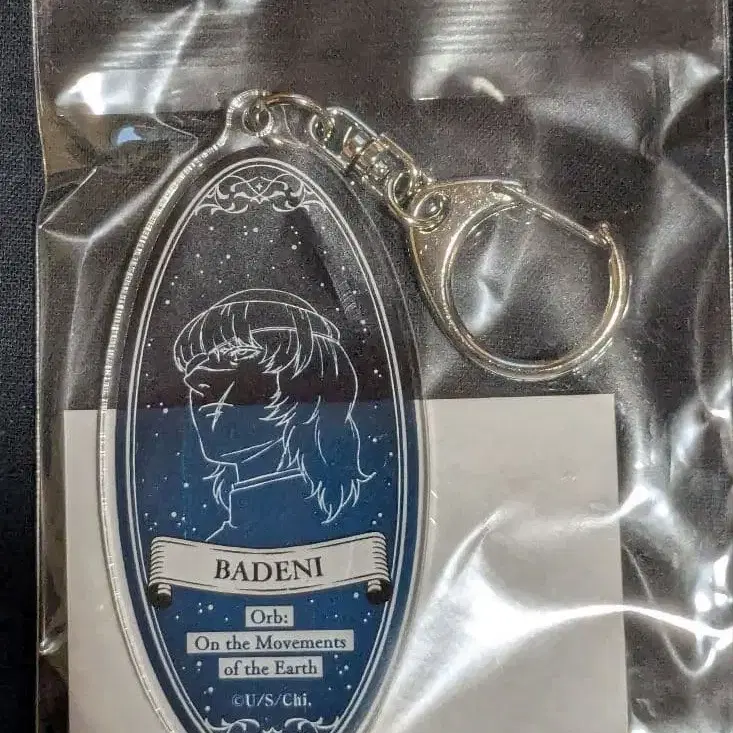 BADENI
Orb:
On the Movements
of the Earth
©U/S/Chi.